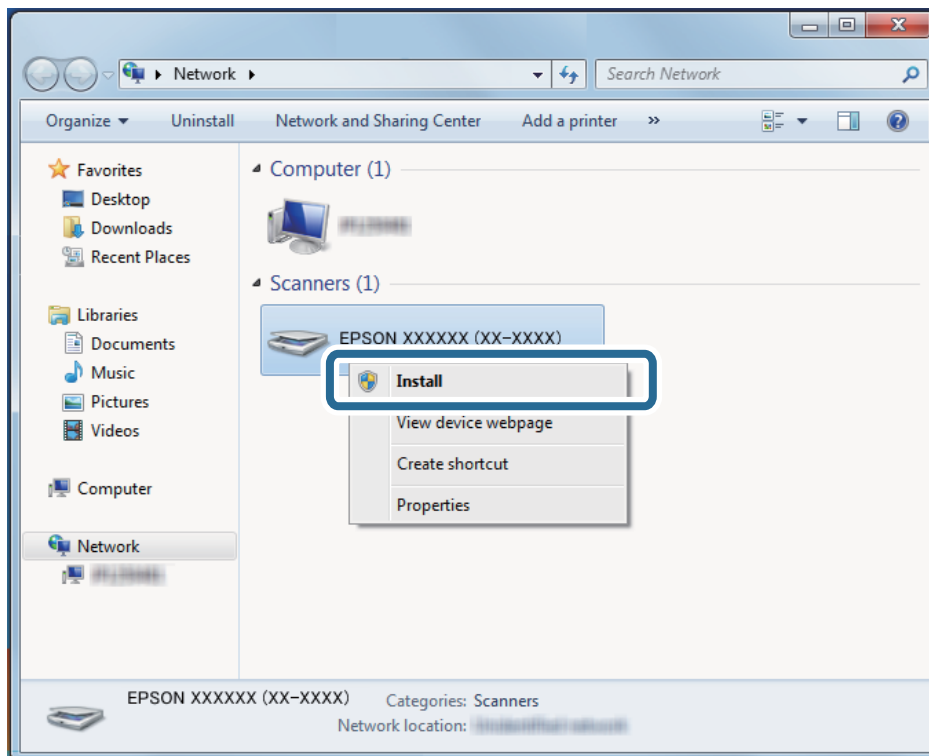 Network
Search Network
Organize Uninstall Network and Sharing Center Add a printer »
Favorites
Desktop
Downloads
Recent Places
Libraries
Documents
Music
Pictures
Videos
Computer
Network
Computer (1)
Scanners (1)
EPSON XXXXXX (XX-XXXX)
Install
View device webpage
Create shortcut
Properties
EPSON XXXXXX (XX-XXXX) Categories: Scanners
Network location: